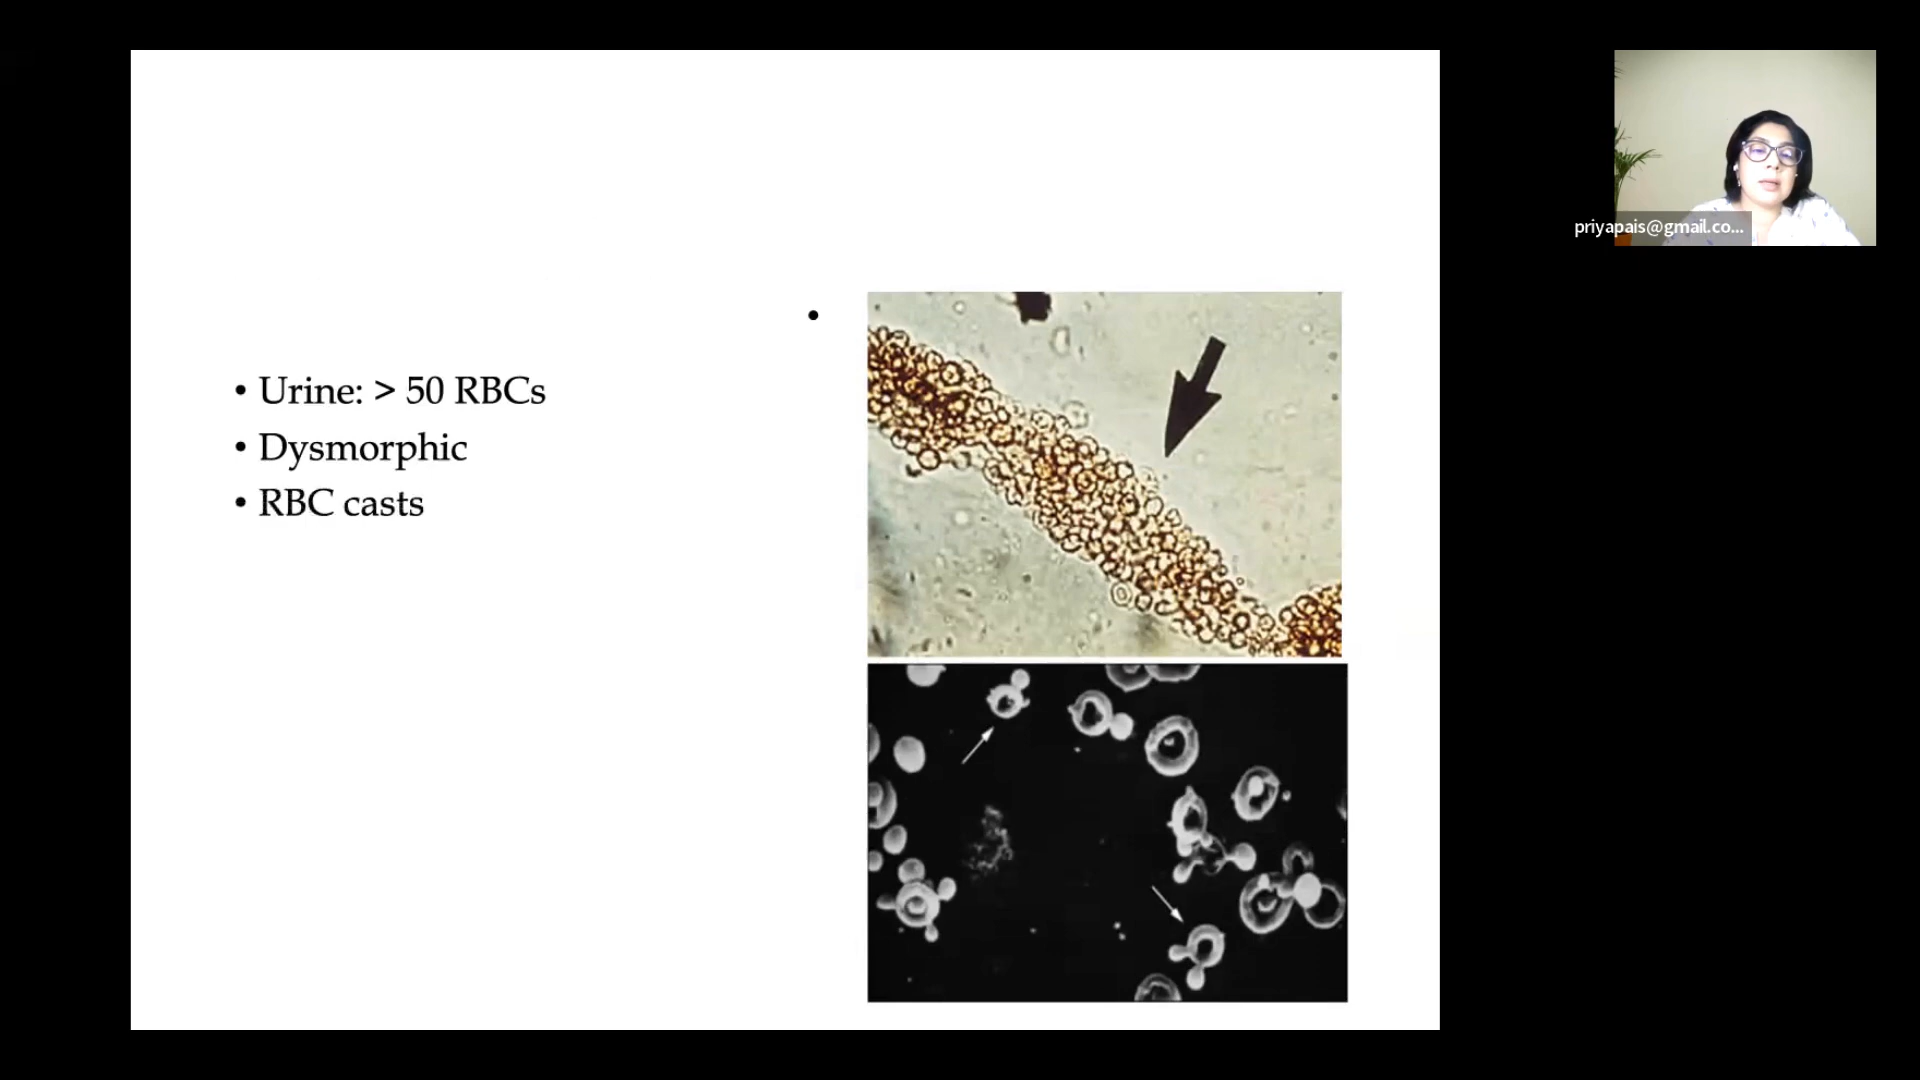 • Urine: > 50 RBCs
• Dysmorphic
• RBC casts
•
priyapais@gmail.co...